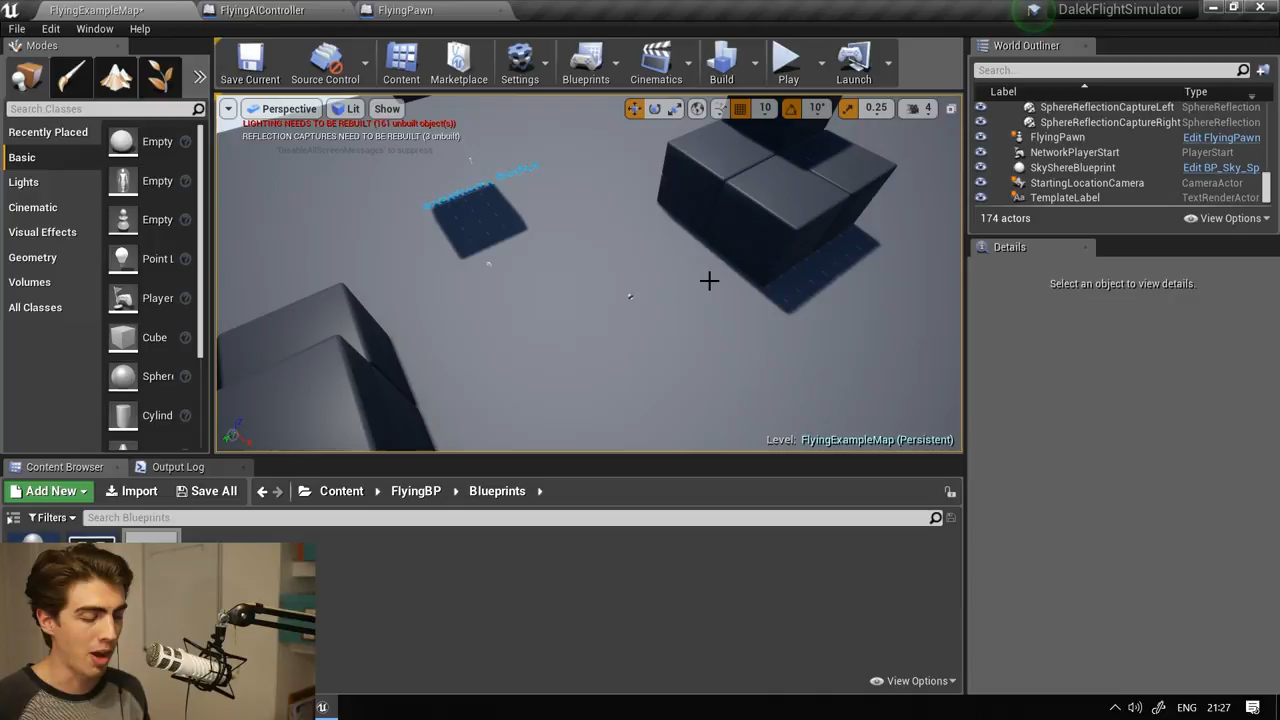 FlyingExampleMap*
FlyingAIController
FlyingPawn
DalekFlightSimulator
File Edit Window Help
Modes
Search Classes
Recently Placed
Basic
Lights
Cinematic
Visual Effects
Geometry
Volumes
All Classes
Empty
Empty
Empty
Point L
Player
Cube
Spher
Cylind
Save Current
Source Control
Content
Marketplace
Settings
Blueprints
Cinematics
Build
Play
Launch
Perspective
Lit
Show
10
10°
0.25
4
LIGHTING NEEDS TO BE REBUILT (161 unbuilt object(s))
REFLECTION CAPTURES NEED TO BE REBUILT (3 unbuilt)
'DisableAllScreenMessages' to suppress
Level: FlyingExampleMap (Persistent)
World Outliner
Search...
Label Type
SphereReflectionCaptureLeft SphereReflection
SphereReflectionCaptureRight SphereReflection
FlyingPawn Edit FlyingPawn
NetworkPlayerStart PlayerStart
SkyShereBlueprint Edit BP_Sky_Sp
StartingLocationCamera CameraActor
TemplateLabel TextRenderActor
174 actors
View Options
Details
Select an object to view details.
Content Browser
Output Log
Add New
Import
Save All
Content
FlyingBP
Blueprints
Filters
Search Blueprints
View Options
ENG 21:27